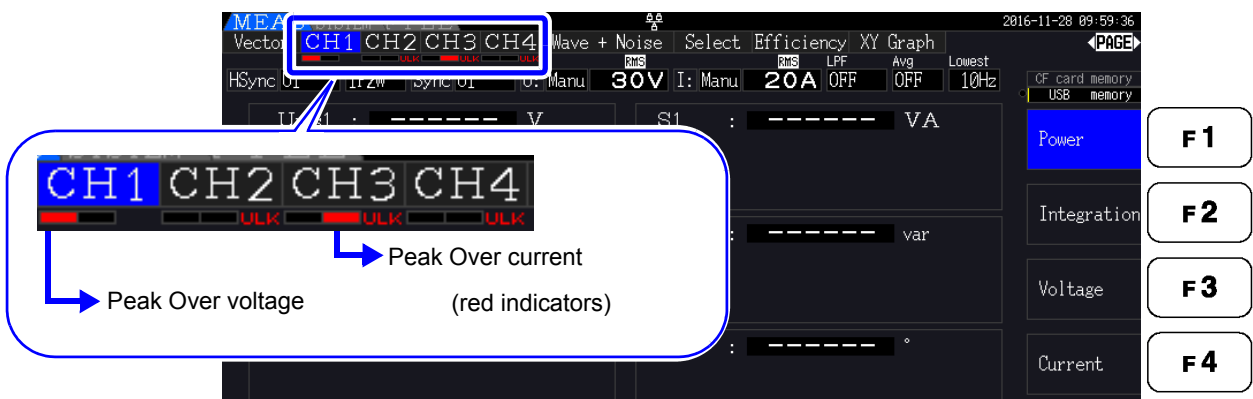 MEAS 2016-11-28 09:59:36
Vector CH1 CH2 CH3 CH4 Wave + Noise Select Efficiency XY Graph PAGE
ULK ULK ULK RMS RMS LPF Avg Lowest
HSync U1 Sync U1 U: Manu 30V I: Manu 20A OFF OFF 10Hz
CF card memory
USB memory
: ------ V S1 : ------ VA
Power F1
CH1 CH2 CH3 CH4
ULK ULK ULK
Integration F2
: ------ var
Peak Over current
Peak Over voltage (red indicators)
Voltage F3
: ------ °
Current F4